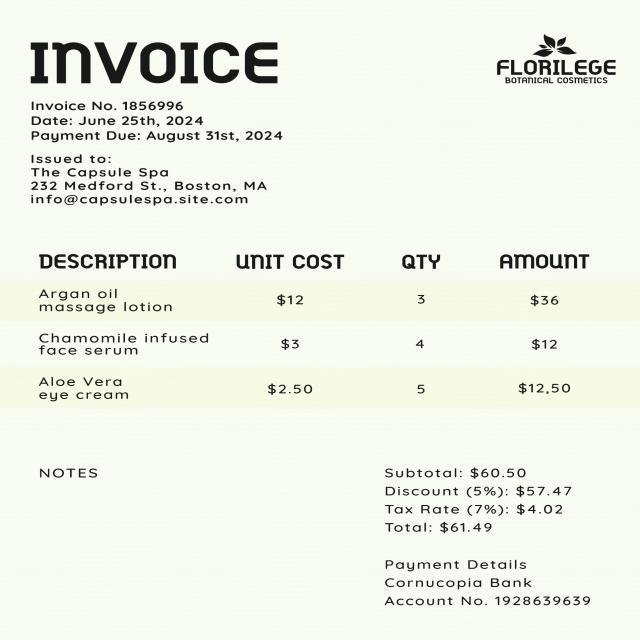 INVOICE
FLORILEGE
BOTANICAL COSMETICS
Invoice No. 1856996
Date: June 25th, 2024
Payment Due: August 31st, 2024
Issued to:
The Capsule Spa
232 Medford St., Boston, MA
info@capsulespa.site.com
DESCRIPTION UNIT COST QTY AMOUNT
Argan oil
massage lotion $12 3 $36
Chamomile infused
face serum $3 4 $12
Aloe Vera
eye cream $2.50 5 $12,50
NOTES
Subtotal: $60.50
Discount (5%): $57.47
Tax Rate (7%): $4.02
Total: $61.49
Payment Details
Cornucopia Bank
Account No. 1928639639